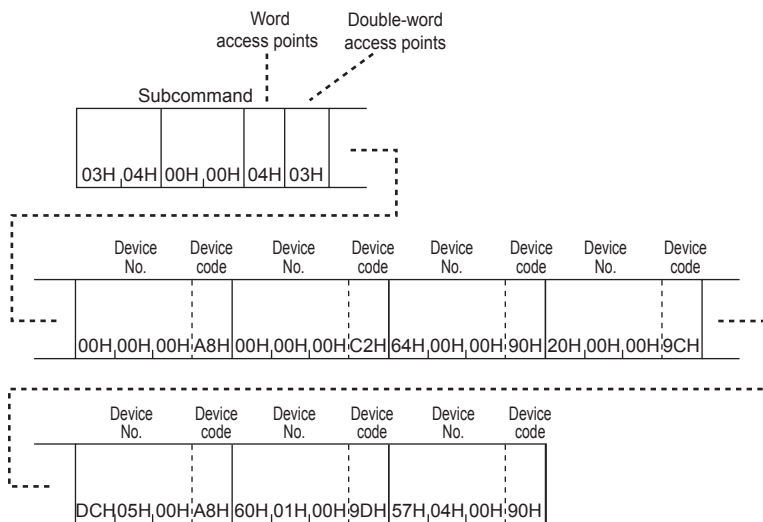 Word access points
Double-word access points
Subcommand
03H 04H 00H 00H 04H 03H
Device No. Device code Device No. Device code Device No. Device code Device No. Device code
00H 00H 00H A8H 00H 00H 00H C2H 64H 00H 00H 90H 20H 00H 00H 9CH
Device No. Device code Device No. Device code Device No. Device code
DCH 05H 00H A8H 60H 01H 00H 9DH 57H 04H 00H 90H